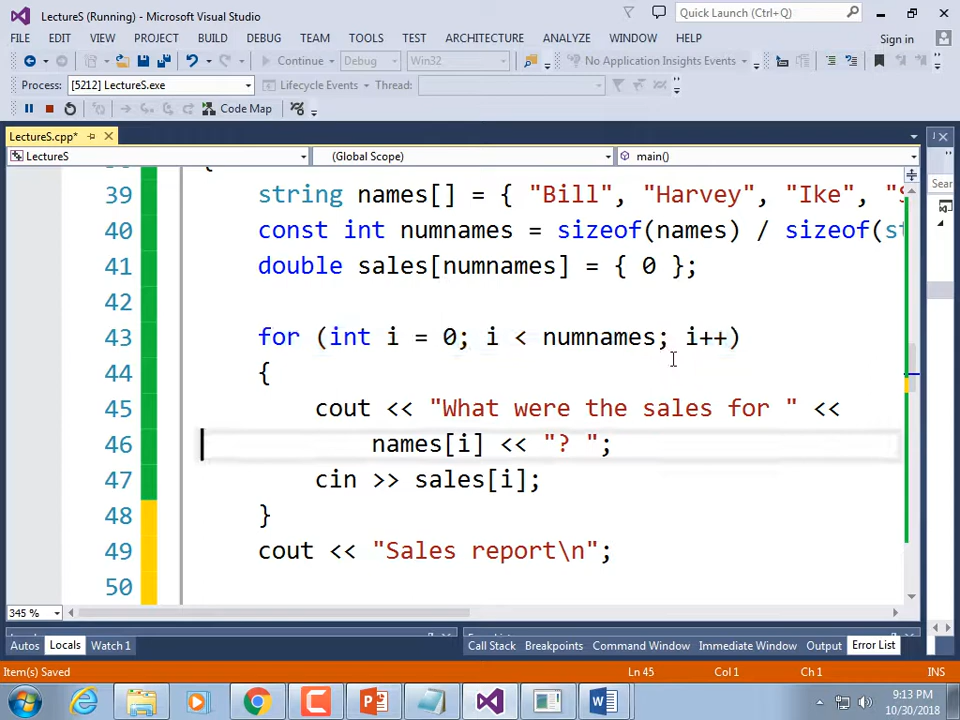 LectureS (Running) - Microsoft Visual Studio
Quick Launch (Ctrl+Q)
FILE EDIT VIEW PROJECT BUILD DEBUG TEAM TOOLS TEST ARCHITECTURE ANALYZE WINDOW HELP Sign in
Continue Debug Win32 No Application Insights Events
Process: [5212] LectureS.exe Lifecycle Events Thread:
Code Map
LectureS.cpp*
LectureS (Global Scope) main()
39 string names[] = { "Bill", "Harvey", "Ike", "S
Sear
40 const int numnames = sizeof(names) / sizeof(st
41 double sales[numnames] = { 0 };
42
43 for (int i = 0; i < numnames; i++)
44 {
45 cout << "What were the sales for " <<
46 names[i] << "? ";
47 cin >> sales[i];
48 }
49 cout << "Sales report\n";
50
345 %
Autos Locals Watch 1 Call Stack Breakpoints Command Window Immediate Window Output Error List
Item(s) Saved Ln 45 Col 1 Ch 1 INS
9:13 PM
10/30/2018